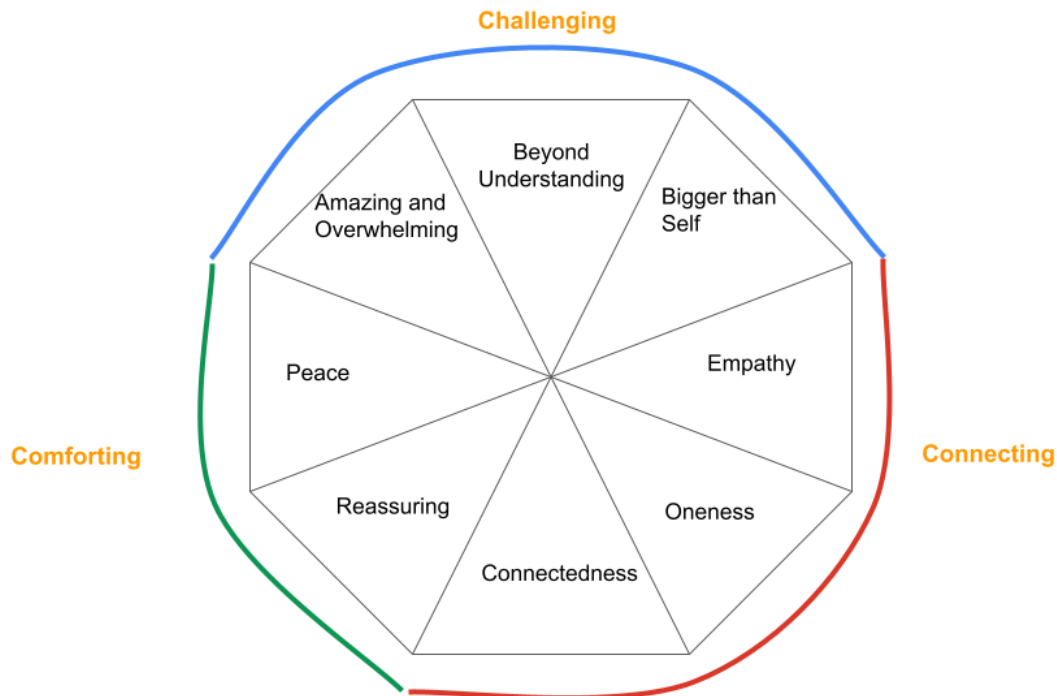 Challenging
Beyond
Understanding
Amazing and
Overwhelming
Bigger than
Self
Peace
Empathy
Comforting
Connecting
Reassuring
Oneness
Connectedness